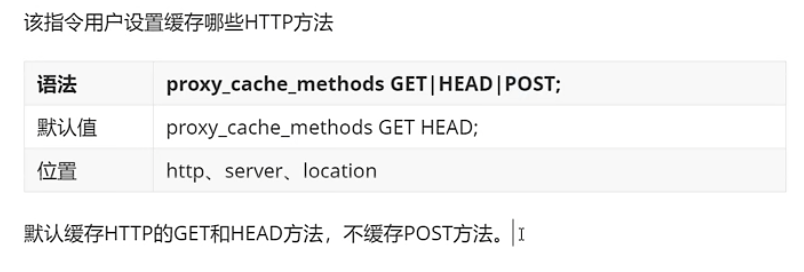 该指令用户设置缓存哪些HTTP方法
语法 proxy_cache_methods GET|HEAD|POST;
默认值 proxy_cache_methods GET HEAD;
位置 http、server、location
默认缓存HTTP的GET和HEAD方法，不缓存POST方法。